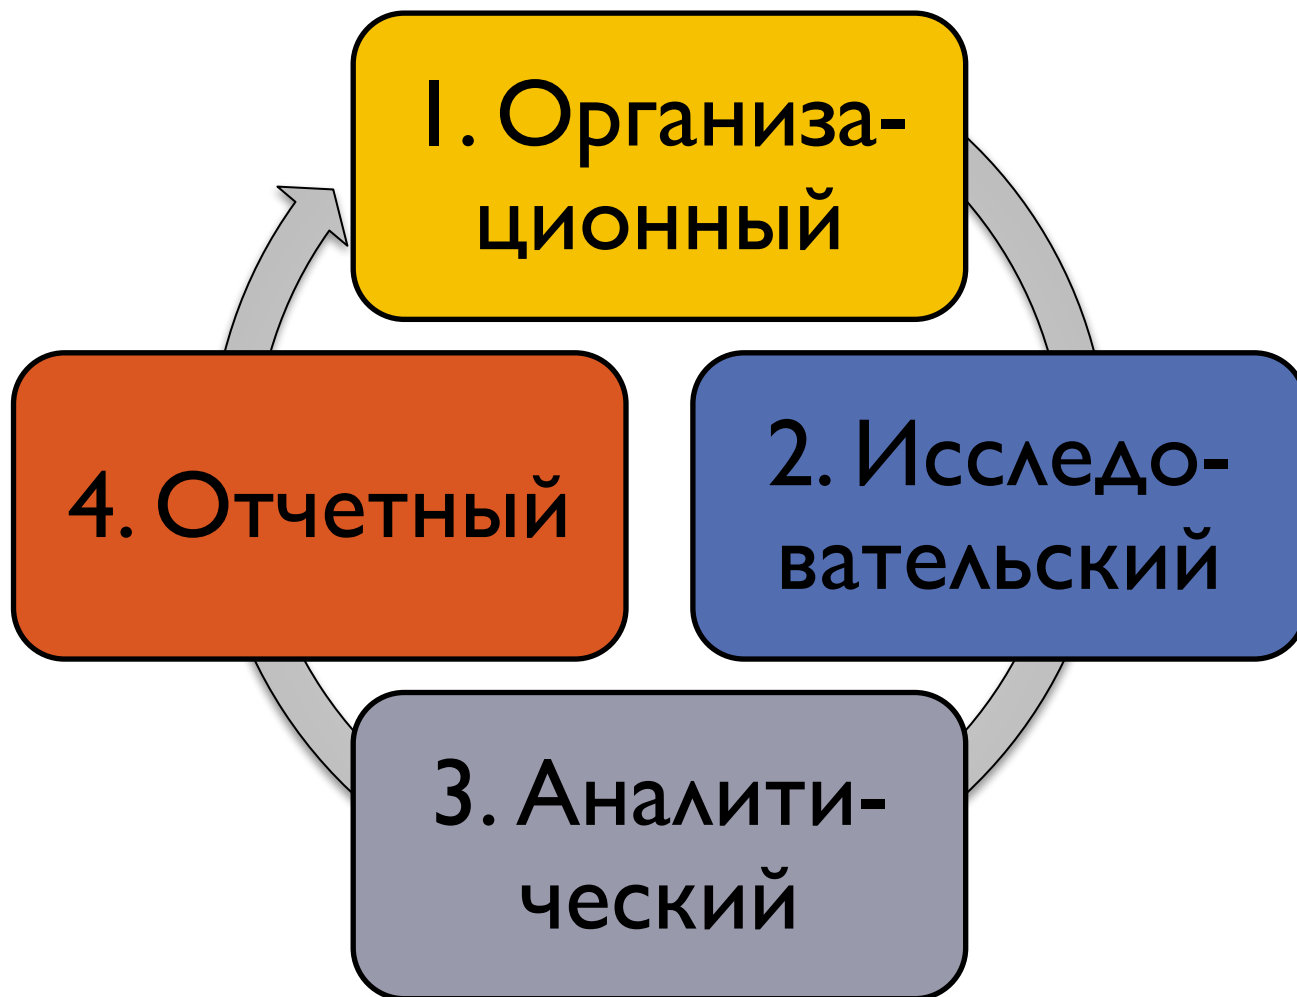 1. Организа-
ционный
2. Исследо-
вательский
3. Аналити-
ческий
4. Отчетный